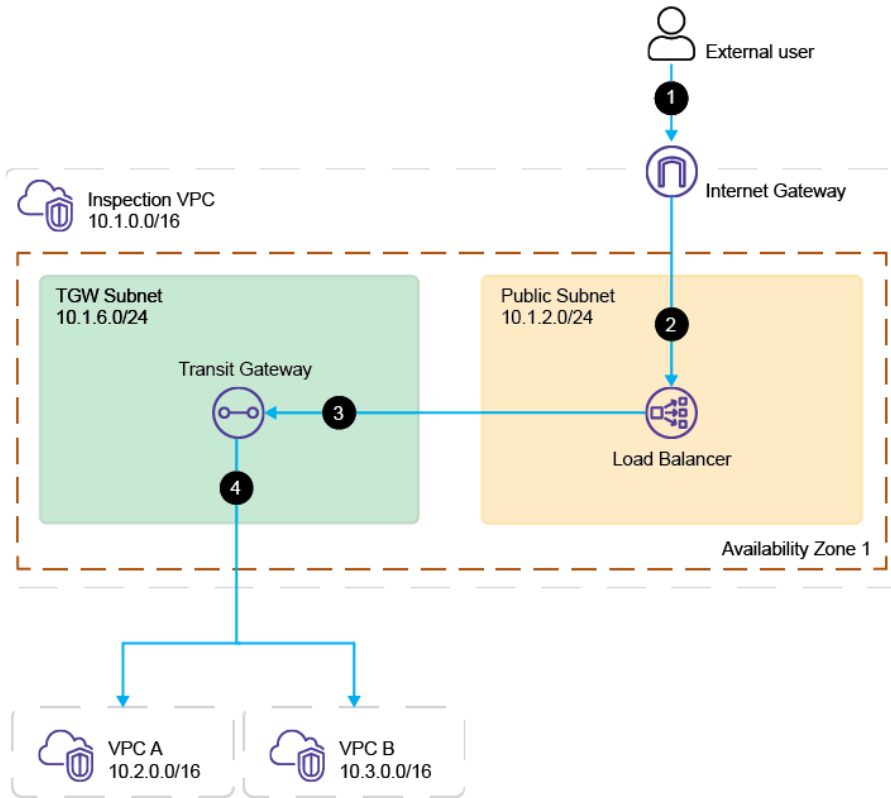 External user
1
Internet Gateway
Inspection VPC
10.1.0.0/16
TGW Subnet
10.1.6.0/24
Public Subnet
10.1.2.0/24
2
Transit Gateway
3
Load Balancer
4
Availability Zone 1
VPC A
10.2.0.0/16
VPC B
10.3.0.0/16